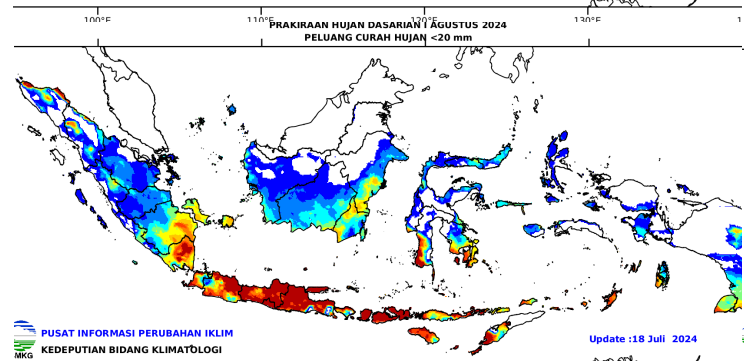 100°E 110°E 120°E 130°E
PRAKIRAAN HUJAN DASARIAN I AGUSTUS 2024
PELUANG CURAH HUJAN <20 mm
PUSAT INFORMASI PERUBAHAN IKLIM
Update :18 Juli 2024
KEDEPUTIAN BIDANG KLIMATOLOGI
MKG